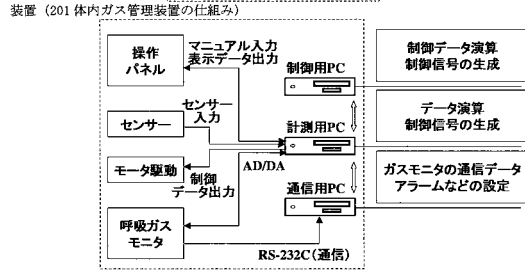 装置（201 体内ガス管理装置の仕組み）
操作
パネル
マニュアル入力
表示データ出力
制御用PC
制御データ演算
制御信号の生成
センサー
入力
センサー
計測用PC
データ演算
制御信号の生成
モータ駆動
制御
データ出力
AD/DA
通信用PC
ガスモニタの通信データ
アラームなどの設定
呼吸ガス
モニタ
RS-232C（通信）